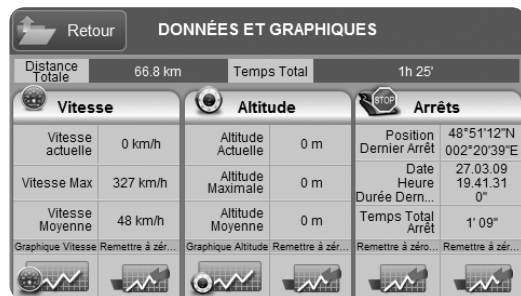 Retour
DONNÉES ET GRAPHIQUES
Distance Totale
66.8 km
Temps Total
1h 25'
Vitesse
Altitude
STOP
Arrêts
Vitesse actuelle
0 km/h
Vitesse Max
327 km/h
Vitesse Moyenne
48 km/h
Graphique Vitesse
Remettre à zér...
Altitude Actuelle
0 m
Altitude Maximale
0 m
Altitude Moyenne
0 m
Graphique Altitude
Remettre à zér...
Position Dernier Arrêt
48°51'12"N
002°20'39"E
Date
Heure
Durée Dern...
27.03.09
19.41.31
0"
Temps Total Arrêt
1' 09"
Remettre à zéro...
Remettre à zér...